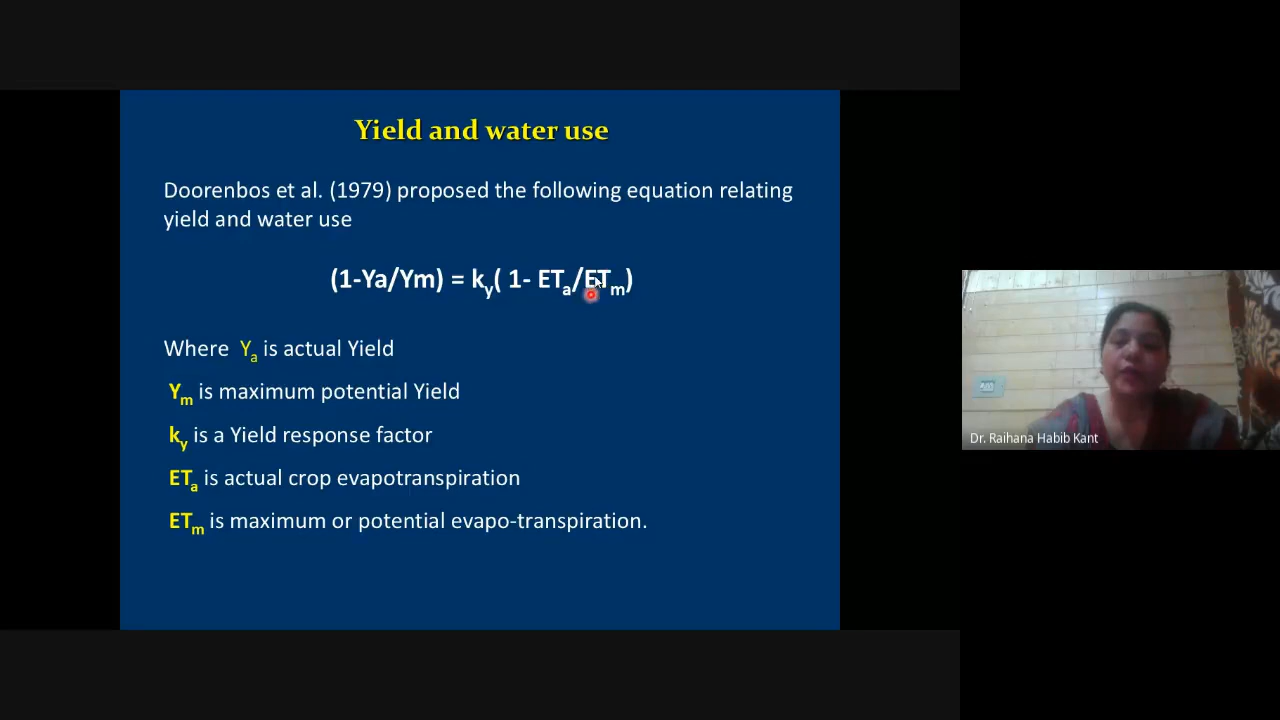 Yield and water use
Doorenbos et al. (1979) proposed the following equation relating
yield and water use
(1-Ya/Ym) = ky( 1- ETa/ETm)
Where Ya is actual Yield
Ym is maximum potential Yield
ky is a Yield response factor
ETa is actual crop evapotranspiration
ETm is maximum or potential evapo-transpiration.
Dr. Raihana Habib Kant